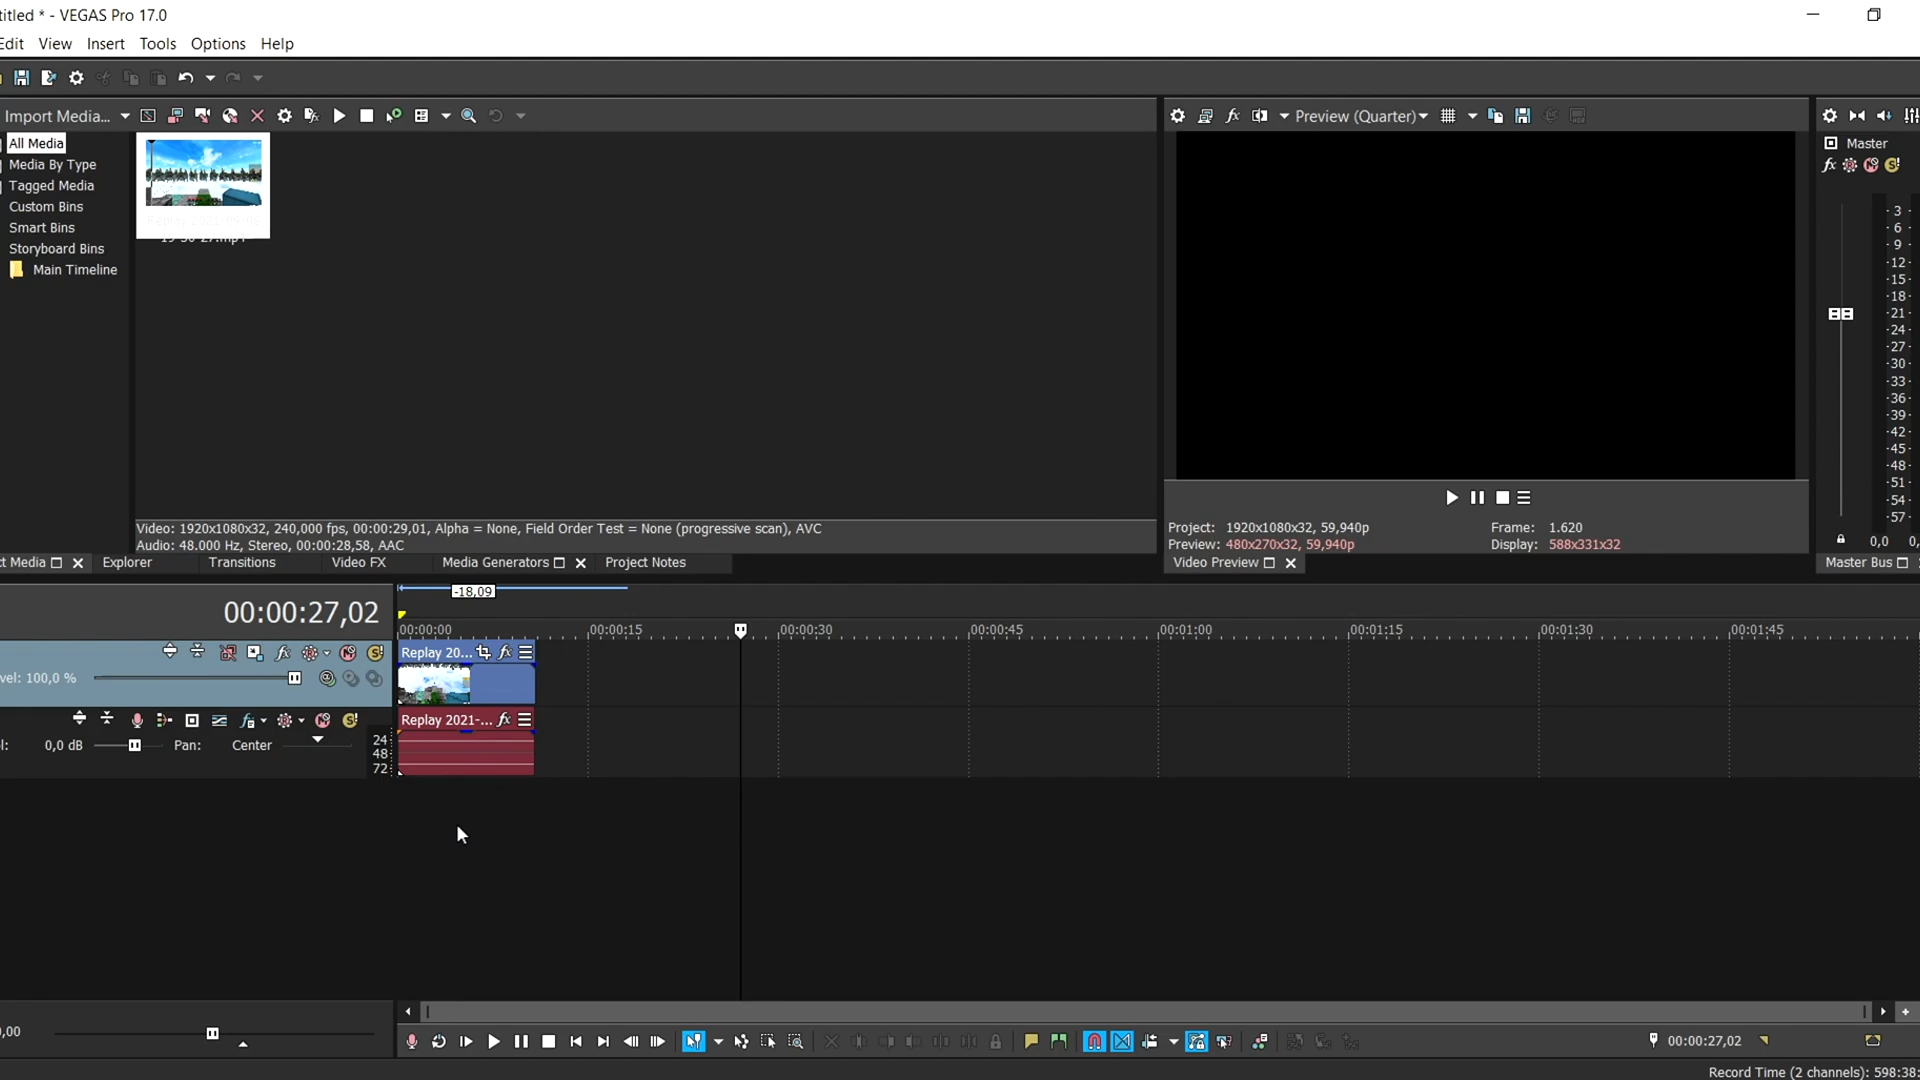 titled * - VEGAS Pro 17.0
Edit View Insert Tools Options Help
Import Media... Preview (Quarter)
All Media
Media By Type
Tagged Media
Custom Bins
Smart Bins
Storyboard Bins
Main Timeline
Master
-3-
-6-
-9-
-12-
-15-
-18-
-21-
-24-
-27-
-30-
-33-
-36-
-39-
-42-
-45-
-48-
-51-
-54-
-57-
0,0 0,
Video: 1920x1080x32, 240,000 fps, 00:00:29,01, Alpha = None, Field Order Test = None (progressive scan), AVC
Audio: 48.000 Hz, Stereo, 00:00:28,58, AAC
Project: 1920x1080x32, 59,940p Frame: 1.620
Preview: 480x270x32, 59,940p Display: 588x331x32
ct Media Explorer Transitions Video FX Media Generators Project Notes Video Preview Master Bus
-18,09
00:00:27,02
00:00:00 00:00:15 00:00:30 00:00:45 00:01:00 00:01:15 00:01:30 00:01:45
Replay 20... fx
vel: 100,0 %
Replay 2021-... fx
l: 0,0 dB Pan: Center
24
48
72
0,00
00:00:27,02
Record Time (2 channels): 598:38: